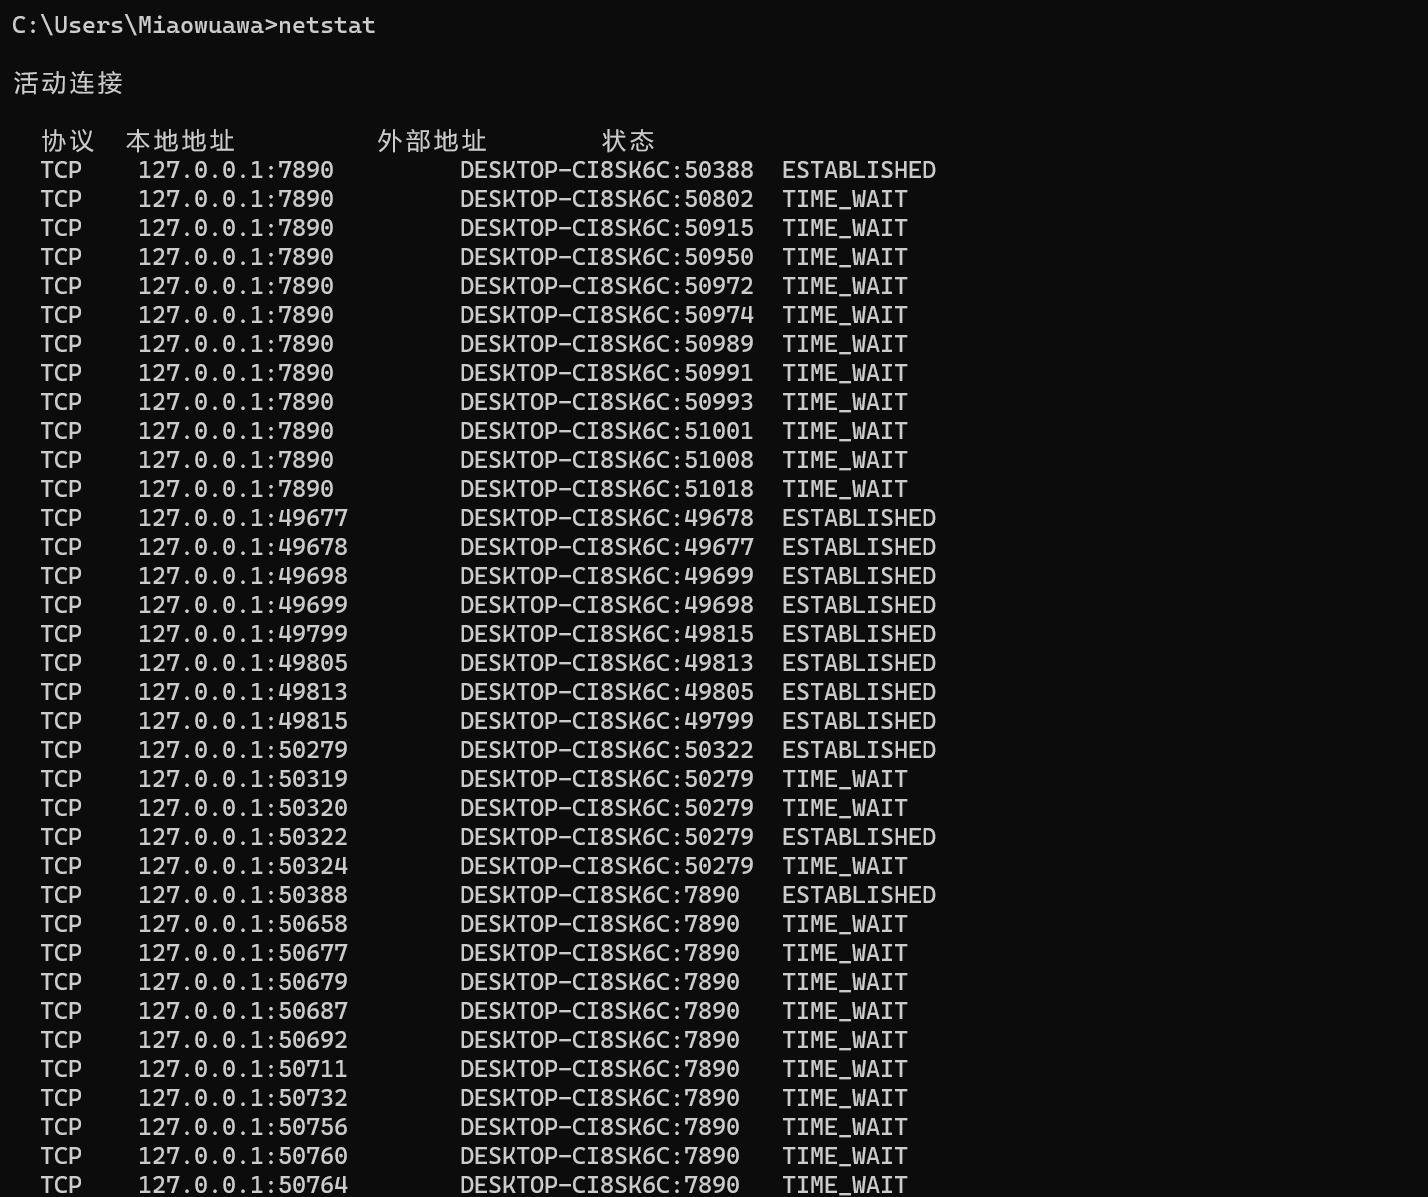 C:\Users\Miaowuawa>netstat
活动连接
协议 本地地址 外部地址 状态
TCP 127.0.0.1:7890 DESKTOP-CI8SK6C:50388 ESTABLISHED
TCP 127.0.0.1:7890 DESKTOP-CI8SK6C:50802 TIME_WAIT
TCP 127.0.0.1:7890 DESKTOP-CI8SK6C:50915 TIME_WAIT
TCP 127.0.0.1:7890 DESKTOP-CI8SK6C:50950 TIME_WAIT
TCP 127.0.0.1:7890 DESKTOP-CI8SK6C:50972 TIME_WAIT
TCP 127.0.0.1:7890 DESKTOP-CI8SK6C:50974 TIME_WAIT
TCP 127.0.0.1:7890 DESKTOP-CI8SK6C:50989 TIME_WAIT
TCP 127.0.0.1:7890 DESKTOP-CI8SK6C:50991 TIME_WAIT
TCP 127.0.0.1:7890 DESKTOP-CI8SK6C:50993 TIME_WAIT
TCP 127.0.0.1:7890 DESKTOP-CI8SK6C:51001 TIME_WAIT
TCP 127.0.0.1:7890 DESKTOP-CI8SK6C:51008 TIME_WAIT
TCP 127.0.0.1:7890 DESKTOP-CI8SK6C:51018 TIME_WAIT
TCP 127.0.0.1:49677 DESKTOP-CI8SK6C:49678 ESTABLISHED
TCP 127.0.0.1:49678 DESKTOP-CI8SK6C:49677 ESTABLISHED
TCP 127.0.0.1:49698 DESKTOP-CI8SK6C:49699 ESTABLISHED
TCP 127.0.0.1:49699 DESKTOP-CI8SK6C:49698 ESTABLISHED
TCP 127.0.0.1:49799 DESKTOP-CI8SK6C:49815 ESTABLISHED
TCP 127.0.0.1:49805 DESKTOP-CI8SK6C:49813 ESTABLISHED
TCP 127.0.0.1:49813 DESKTOP-CI8SK6C:49805 ESTABLISHED
TCP 127.0.0.1:49815 DESKTOP-CI8SK6C:49799 ESTABLISHED
TCP 127.0.0.1:50279 DESKTOP-CI8SK6C:50322 ESTABLISHED
TCP 127.0.0.1:50319 DESKTOP-CI8SK6C:50279 TIME_WAIT
TCP 127.0.0.1:50320 DESKTOP-CI8SK6C:50279 TIME_WAIT
TCP 127.0.0.1:50322 DESKTOP-CI8SK6C:50279 ESTABLISHED
TCP 127.0.0.1:50324 DESKTOP-CI8SK6C:50279 TIME_WAIT
TCP 127.0.0.1:50388 DESKTOP-CI8SK6C:7890 ESTABLISHED
TCP 127.0.0.1:50658 DESKTOP-CI8SK6C:7890 TIME_WAIT
TCP 127.0.0.1:50677 DESKTOP-CI8SK6C:7890 TIME_WAIT
TCP 127.0.0.1:50679 DESKTOP-CI8SK6C:7890 TIME_WAIT
TCP 127.0.0.1:50687 DESKTOP-CI8SK6C:7890 TIME_WAIT
TCP 127.0.0.1:50692 DESKTOP-CI8SK6C:7890 TIME_WAIT
TCP 127.0.0.1:50711 DESKTOP-CI8SK6C:7890 TIME_WAIT
TCP 127.0.0.1:50732 DESKTOP-CI8SK6C:7890 TIME_WAIT
TCP 127.0.0.1:50756 DESKTOP-CI8SK6C:7890 TIME_WAIT
TCP 127.0.0.1:50760 DESKTOP-CI8SK6C:7890 TIME_WAIT
TCP 127.0.0.1:50764 DESKTOP-CI8SK6C:7890 TIME_WAIT